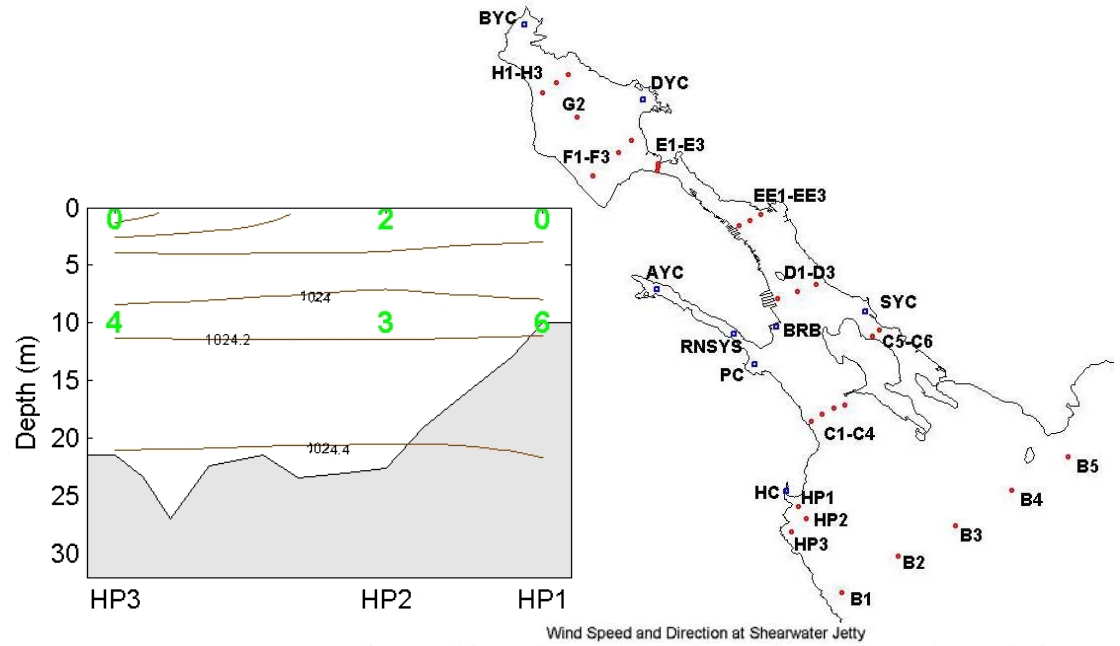 BYC
H1-H3
DYC
G2
E1-E3
F1-F3
EE1-EE3
AYC
D1-D3
SYC
BRB
RNSYS
C5-C6
PC
C1-C4
B5
HC
HP1
B4
HP2
B3
HP3
B2
B1
Wind Speed and Direction at Shearwater Jetty
0
0 2 0
5
1024
10
4 3 6
1024.2
15
20
1024.4
25
30
Depth (m)
HP3 HP2 HP1